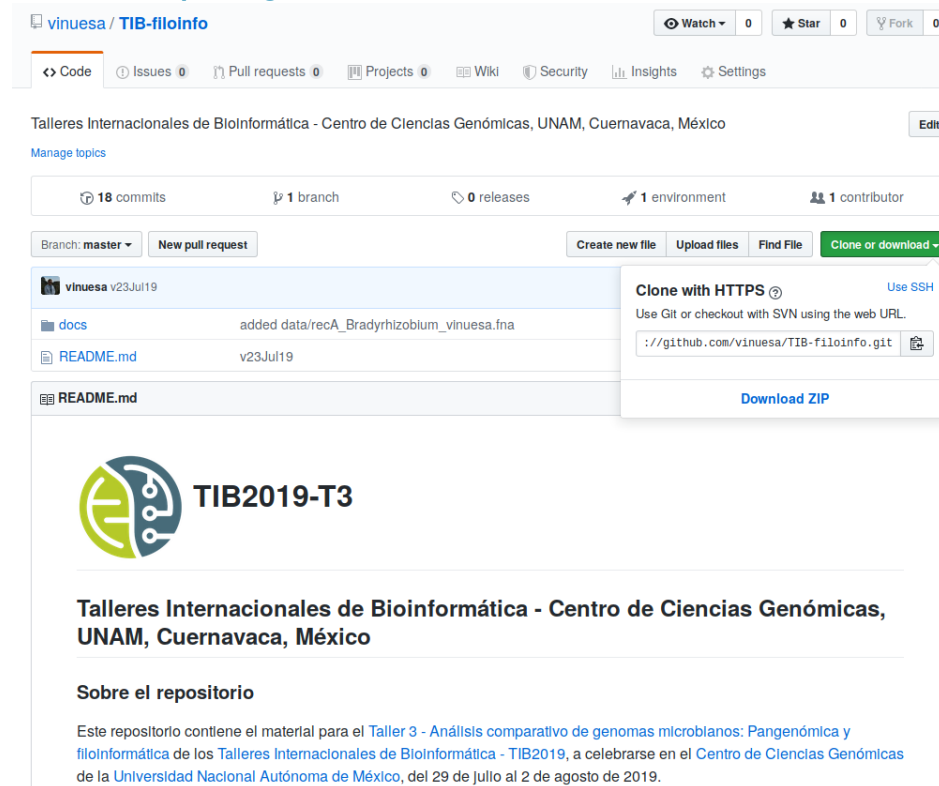 vinuesa / TIB-filoinfo
Watch 0 Star 0 Fork 0
Code Issues 0 Pull requests 0 Projects 0 Wiki Security Insights Settings
Talleres Internacionales de Bioinformática - Centro de Ciencias Genómicas, UNAM, Cuernavaca, México
Edit
Manage topics
18 commits 1 branch 0 releases 1 environment 1 contributor
Branch: master New pull request Create new file Upload files Find File Clone or download
vinuesa v23Jul19
docs added data/recA_Bradyrhizobium_vinuesa.fna
README.md v23Jul19
Clone with HTTPS ? Use SSH
Use Git or checkout with SVN using the web URL.
://github.com/vinuesa/TIB-filoinfo.git
Download ZIP
README.md
TIB2019-T3
Talleres Internacionales de Bioinformática - Centro de Ciencias Genómicas,
UNAM, Cuernavaca, México
Sobre el repositorio
Este repositorio contiene el material para el Taller 3 - Análisis comparativo de genomas microbianos: Pangenómica y
filoinformática de los Talleres Internacionales de Bioinformática - TIB2019, a celebrarse en el Centro de Ciencias Genómicas
de la Universidad Nacional Autónoma de México, del 29 de julio al 2 de agosto de 2019.